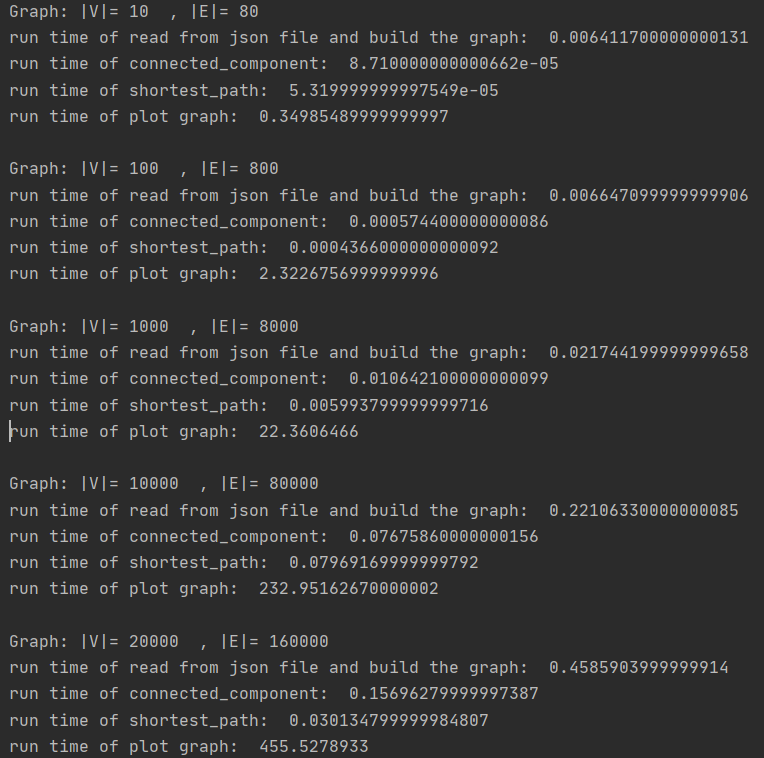 Graph: |V|= 10  , |E|= 80
run time of read from json file and build the graph:  0.006411700000000131
run time of connected_component:  8.710000000000662e-05
run time of shortest_path:  5.319999999997549e-05
run time of plot graph:  0.34985489999999997
Graph: |V|= 100  , |E|= 800
run time of read from json file and build the graph:  0.006647099999999906
run time of connected_component:  0.000574400000000086
run time of shortest_path:  0.0004366000000000092
run time of plot graph:  2.3226756999999996
Graph: |V|= 1000  , |E|= 8000
run time of read from json file and build the graph:  0.021744199999999658
run time of connected_component:  0.010642100000000099
run time of shortest_path:  0.005993799999999716
run time of plot graph:  22.3606466
Graph: |V|= 10000  , |E|= 80000
run time of read from json file and build the graph:  0.22106330000000085
run time of connected_component:  0.07675860000000156
run time of shortest_path:  0.07969169999999792
run time of plot graph:  232.95162670000002
Graph: |V|= 20000  , |E|= 160000
run time of read from json file and build the graph:  0.4585903999999914
run time of connected_component:  0.15696279999997387
run time of shortest_path:  0.030134799999984807
run time of plot graph:  455.5278933